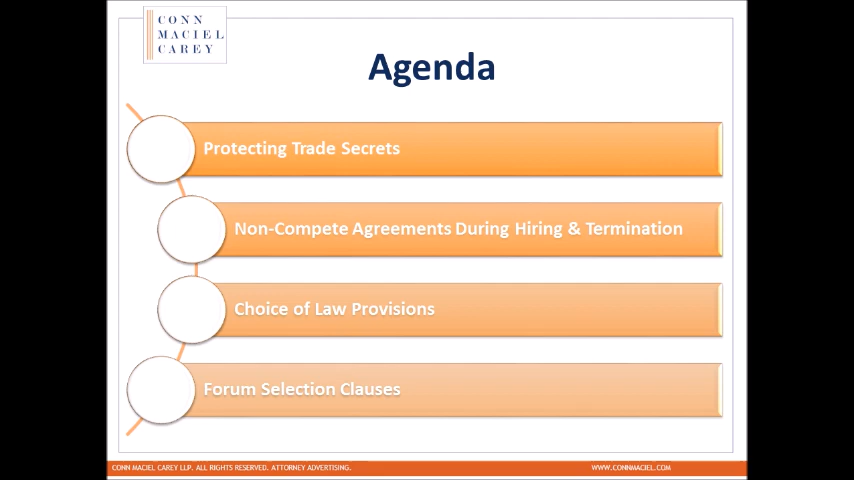 CONN
MACIEL
CAREY
Agenda
Protecting Trade Secrets
Non-Compete Agreements During Hiring & Termination
Choice of Law Provisions
Forum Selection Clauses
CONN MACIEL CAREY LLP. ALL RIGHTS RESERVED. ATTORNEY ADVERTISING.
WWW.CONNMACIEL.COM